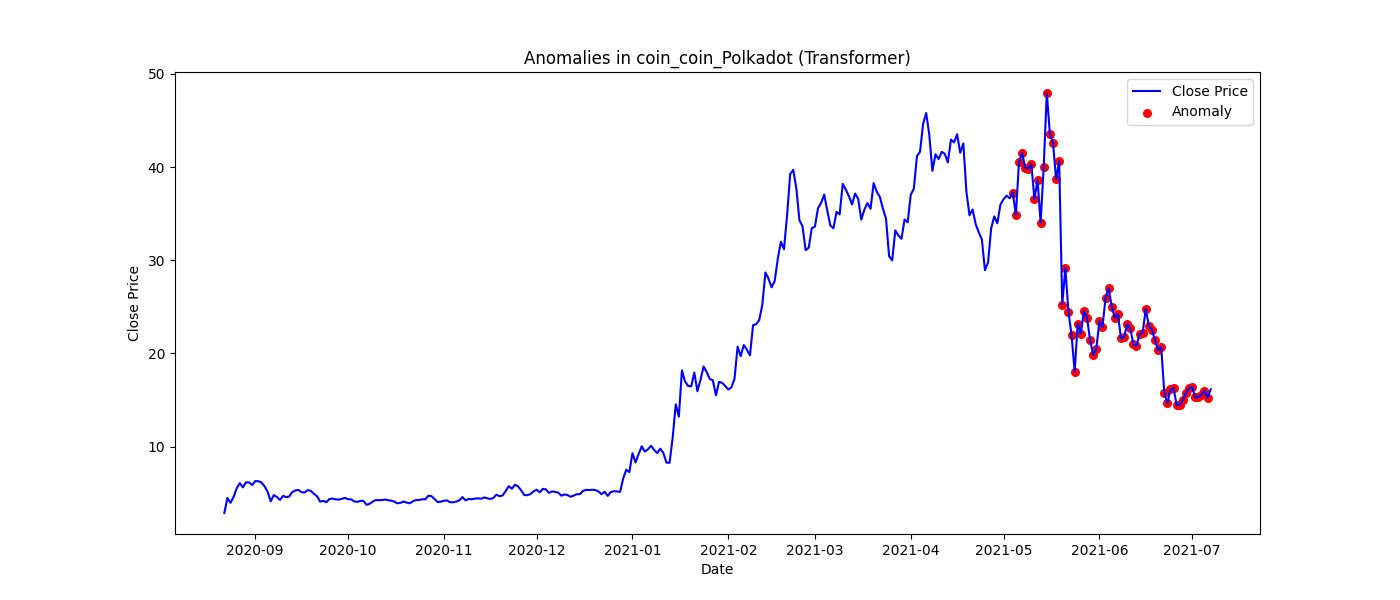 Anomalies in coin_coin_Polkadot (Transformer)
Close Price
Anomaly
50
40
30
20
10
Close Price
2020-09 2020-10 2020-11 2020-12 2021-01 2021-02 2021-03 2021-04 2021-05 2021-06 2021-07
Date